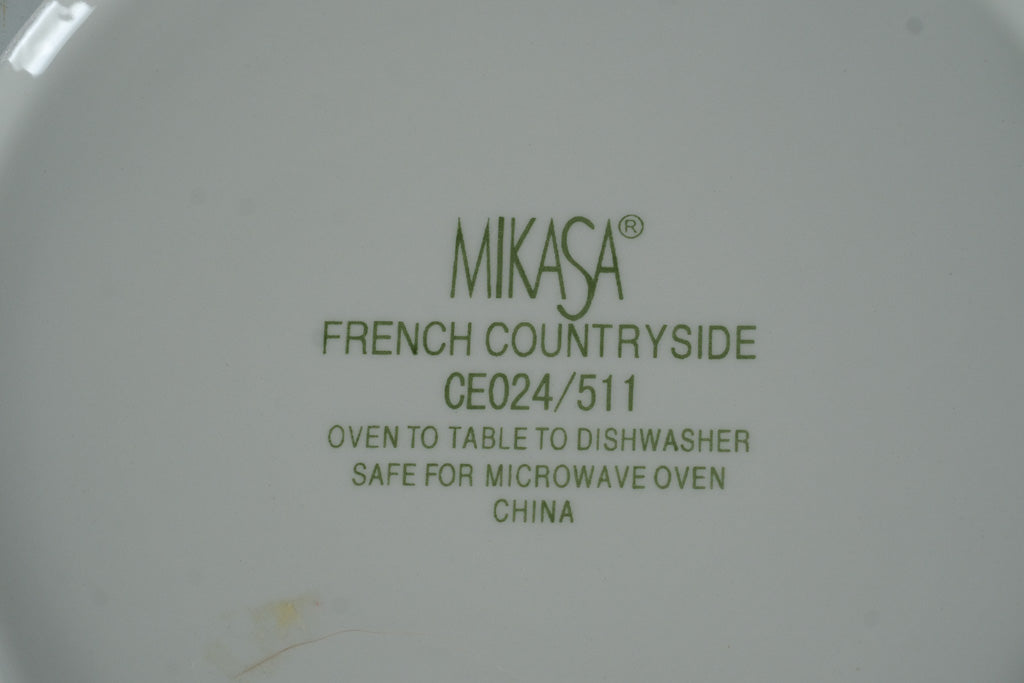 MIKASA®
FRENCH COUNTRYSIDE
CE024/511
OVEN TO TABLE TO DISHWASHER
SAFE FOR MICROWAVE OVEN
CHINA